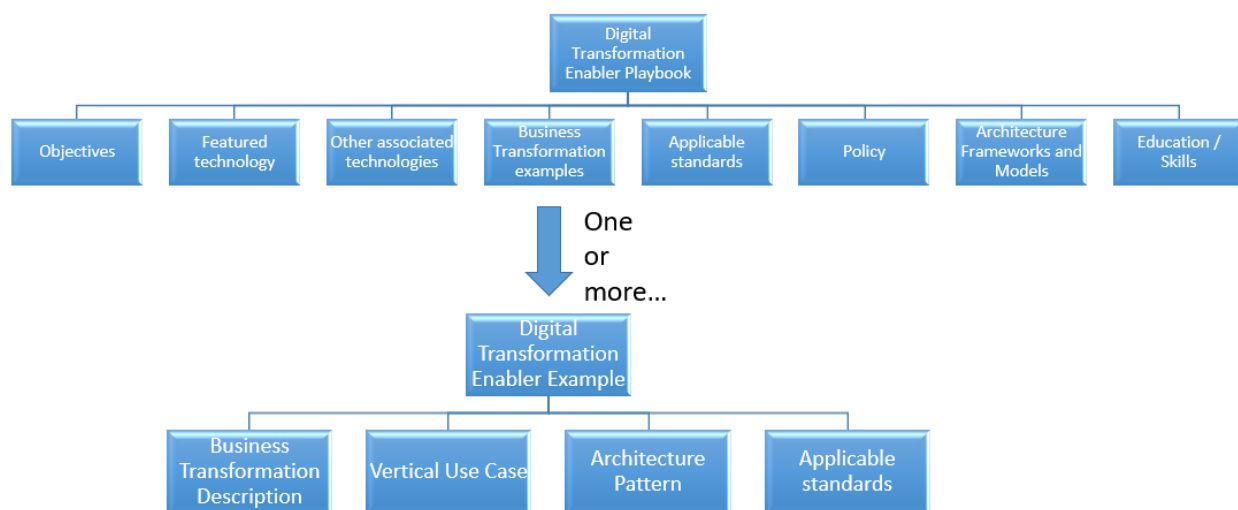 Digital
Transformation
Enabler Playbook
Objectives
Featured
technology
Other associated
technologies
Business
Transformation
examples
Applicable
standards
Policy
Architecture
Frameworks and
Models
Education /
Skills
One
or
more...
Digital
Transformation
Enabler Example
Business
Transformation
Description
Vertical Use Case
Architecture
Pattern
Applicable
standards